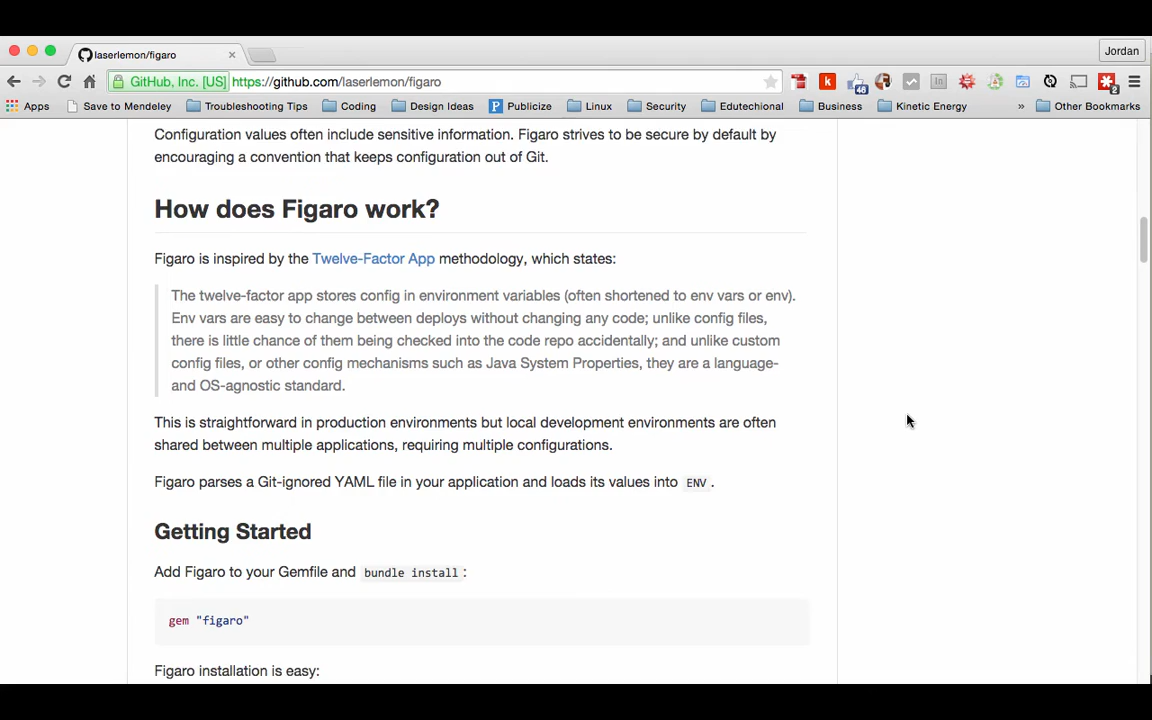 laserlemon/figaro
Jordan
GitHub, Inc. [US] https://github.com/laserlemon/figaro
Apps Save to Mendeley Troubleshooting Tips Coding Design Ideas Publicize Linux Security Edutechional Business Kinetic Energy » Other Bookmarks
Configuration values often include sensitive information. Figaro strives to be secure by default by
encouraging a convention that keeps configuration out of Git.
How does Figaro work?
Figaro is inspired by the Twelve-Factor App methodology, which states:
The twelve-factor app stores config in environment variables (often shortened to env vars or env).
Env vars are easy to change between deploys without changing any code; unlike config files,
there is little chance of them being checked into the code repo accidentally; and unlike custom
config files, or other config mechanisms such as Java System Properties, they are a language-
and OS-agnostic standard.
This is straightforward in production environments but local development environments are often
shared between multiple applications, requiring multiple configurations.
Figaro parses a Git-ignored YAML file in your application and loads its values into ENV.
Getting Started
Add Figaro to your Gemfile and bundle install:
gem "figaro"
Figaro installation is easy: